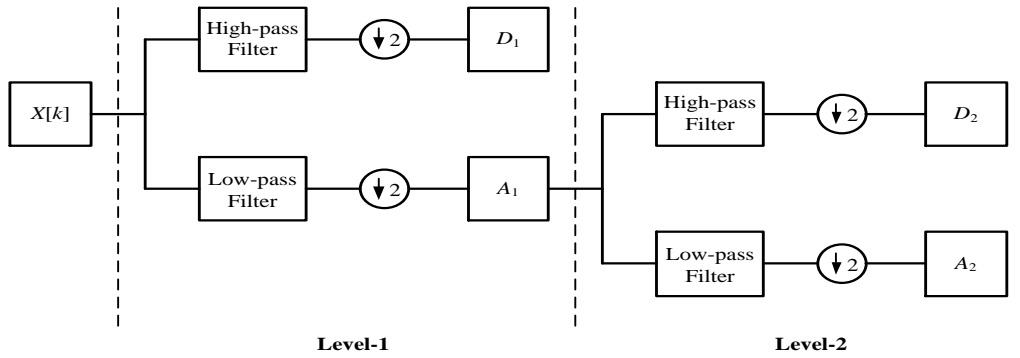 X[k]
High-pass
Filter
↓ 2
D₁
Low-pass
Filter
↓ 2
A₁
High-pass
Filter
↓ 2
D₂
Low-pass
Filter
↓ 2
A₂
Level-1
Level-2